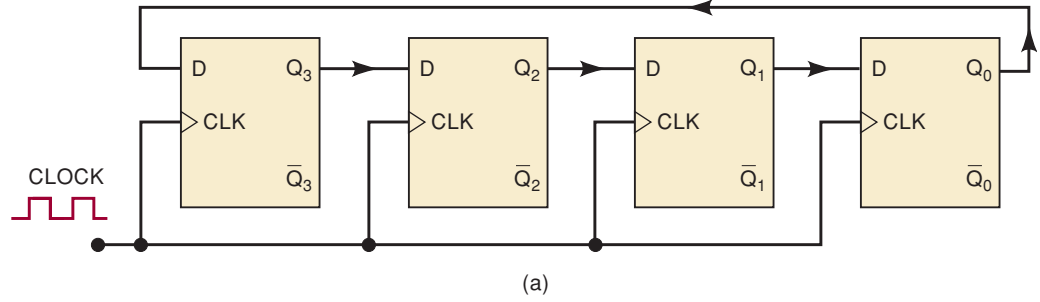 D Q₃ D Q₂ D Q₁ D Q₀
CLK CLK CLK CLK
CLOCK Q̅₃ Q̅₂ Q̅₁ Q̅₀
(a)